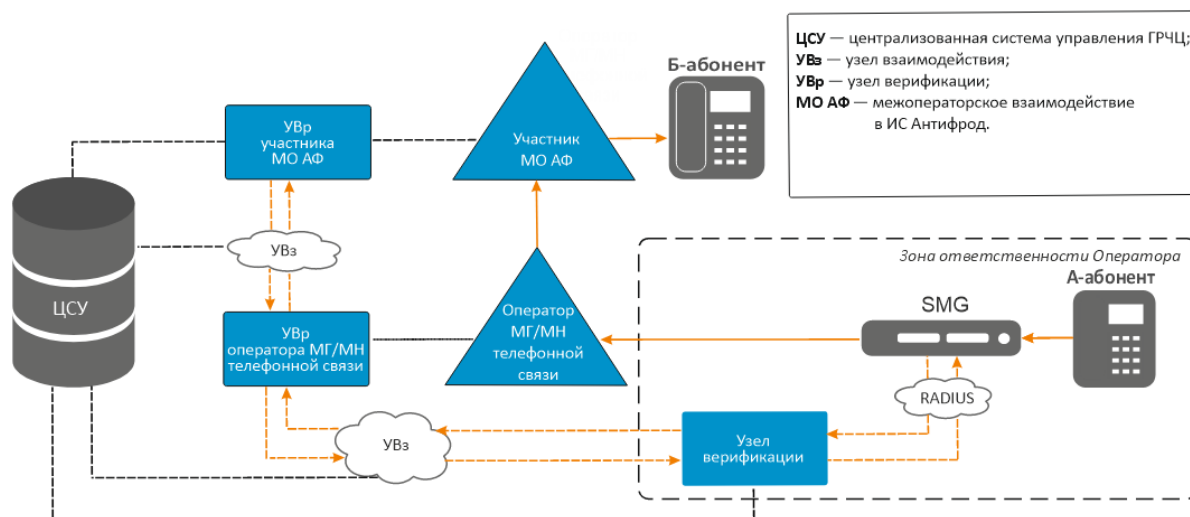 ЦСУ — централизованная система управления ГРЧЦ;
УВз — узел взаимодействия;
УВр — узел верификации;
МО АФ — межоператорское взаимодействие
в ИС Антифрод.
Б-абонент
УВр
участника
МО АФ
Участник
МО АФ
УВз
Зона ответственности Оператора
А-абонент
SMG
ЦСУ
УВр
оператора МГ/МН
телефонной связи
Оператор
МГ/МН
телефонной
связи
RADIUS
УВз
Узел
верификации